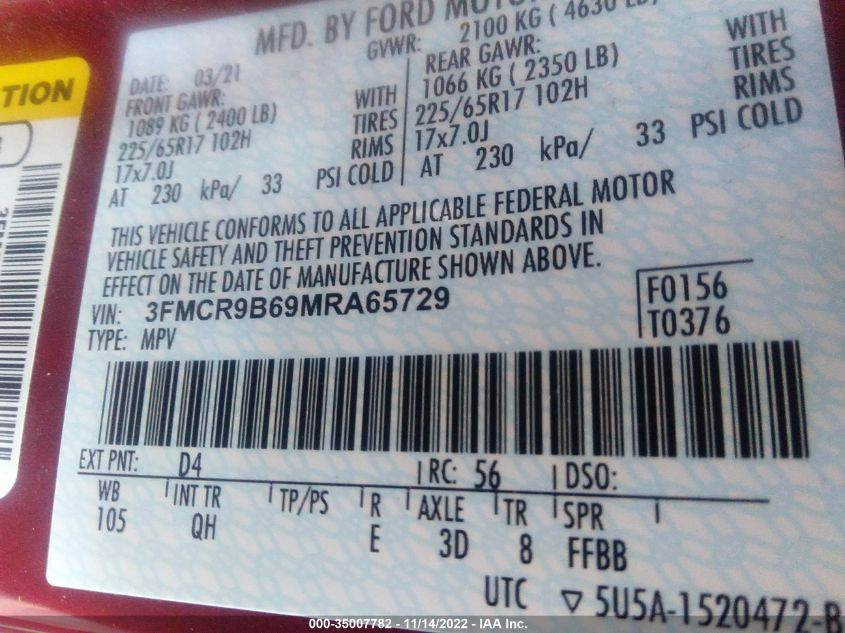 MFD. BY FORD MOTOR
GVWR: 2100 KG ( 4630 LB)
DATE: 03/21
FRONT GAWR:
1089 KG ( 2400 LB) WITH
225/65R17 102H TIRES
17x7.0J RIMS
AT 230 kPa/ 33 PSI COLD
REAR GAWR:
1066 KG ( 2350 LB) WITH
225/65R17 102H TIRES
17x7.0J RIMS
AT 230 kPa/ 33 PSI COLD
THIS VEHICLE CONFORMS TO ALL APPLICABLE FEDERAL MOTOR
VEHICLE SAFETY AND THEFT PREVENTION STANDARDS IN
EFFECT ON THE DATE OF MANUFACTURE SHOWN ABOVE.
VIN: 3FMCR9B69MRA65729
TYPE: MPV
F0156
T0376
EXT PNT: D4 RC: 56 DSO:
WB INT TR TP/PS R AXLE TR SPR
105 QH E 3D 8 FFBB
UTC ▽ 5U5A-1520472-B
TION
000-35007782 - 11/14/2022 - IAA Inc.